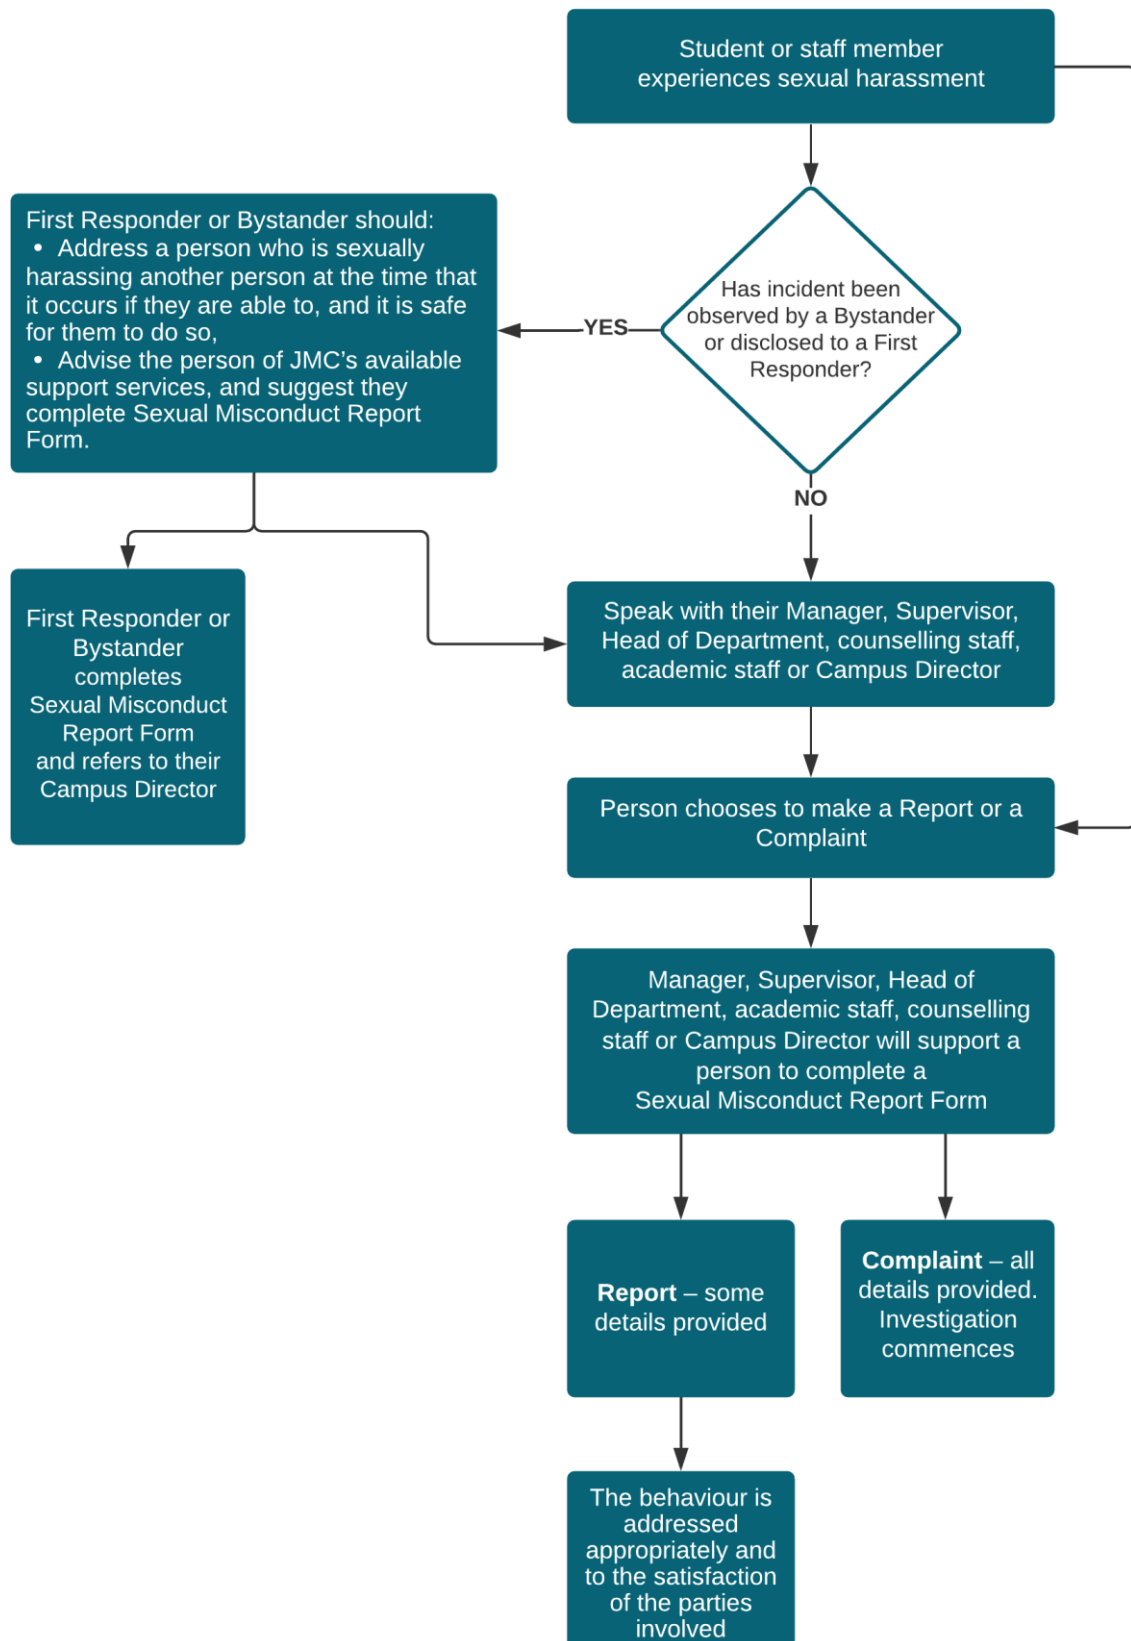 Student or staff member
experiences sexual harassment
First Responder or Bystander should:
• Address a person who is sexually
harassing another person at the time that
it occurs if they are able to, and it is safe
for them to do so,
• Advise the person of JMC’s available
support services, and suggest they
complete Sexual Misconduct Report
Form.
YES
Has incident been
observed by a Bystander
or disclosed to a First
Responder?
NO
First Responder or
Bystander
completes
Sexual Misconduct
Report Form
and refers to their
Campus Director
Speak with their Manager, Supervisor,
Head of Department, counselling staff,
academic staff or Campus Director
Person chooses to make a Report or a
Complaint
Manager, Supervisor, Head of
Department, academic staff, counselling
staff or Campus Director will support a
person to complete a
Sexual Misconduct Report Form
Report – some
details provided
Complaint – all
details provided.
Investigation
commences
The behaviour is
addressed
appropriately and
to the satisfaction
of the parties
involved